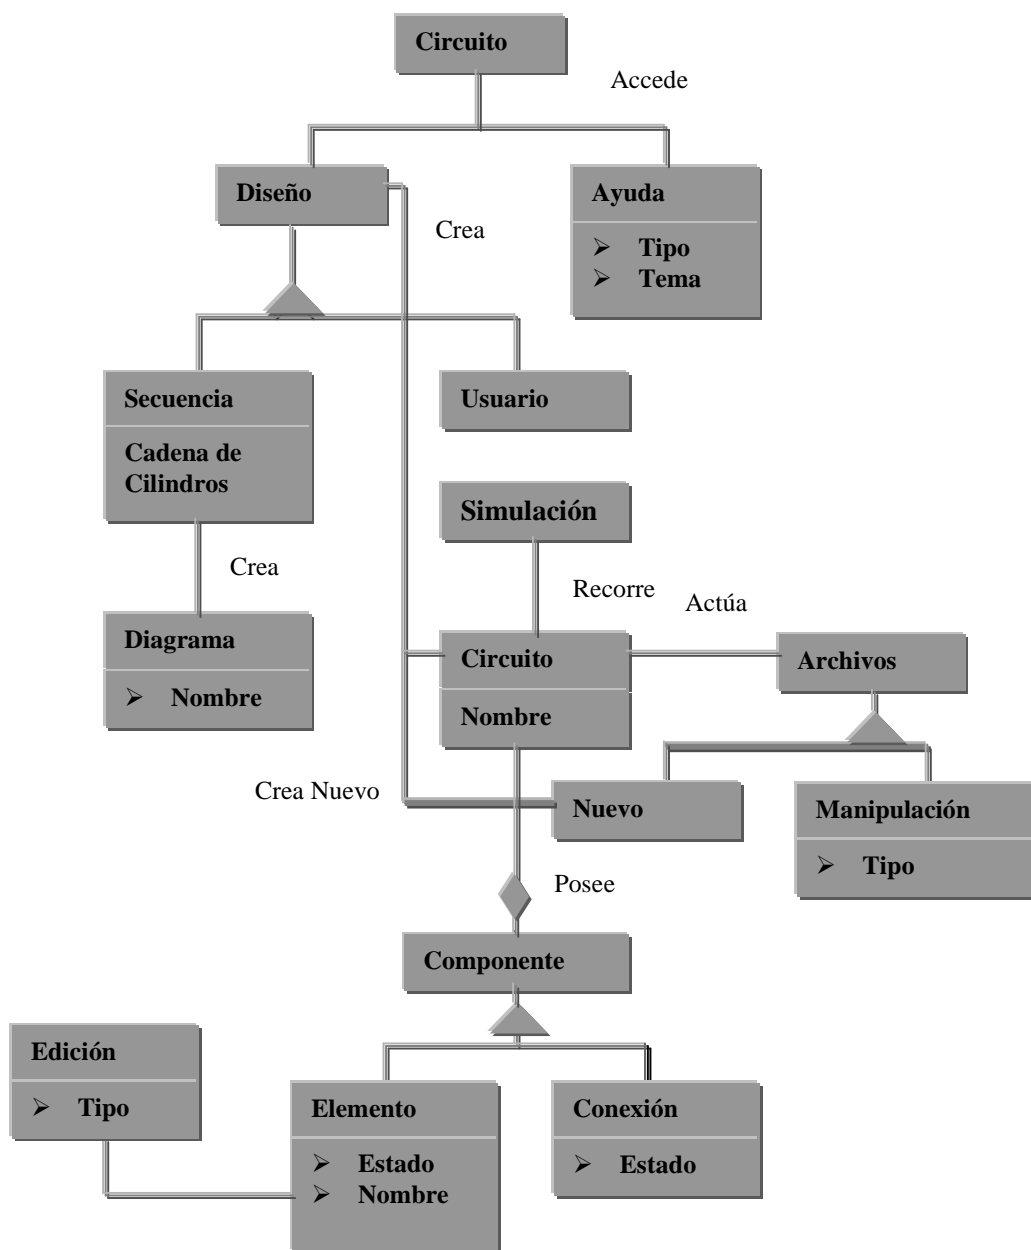 Circuito
Accede
Diseño
Ayuda
➢ Tipo
➢ Tema
Crea
Secuencia
Cadena de
Cilindros
Usuario
Simulación
Crea
Recorre
Actúa
Diagrama
➢ Nombre
Circuito
Nombre
Archivos
Crea Nuevo
Nuevo
Manipulación
➢ Tipo
Posee
Componente
Edición
➢ Tipo
Elemento
➢ Estado
➢ Nombre
Conexión
➢ Estado